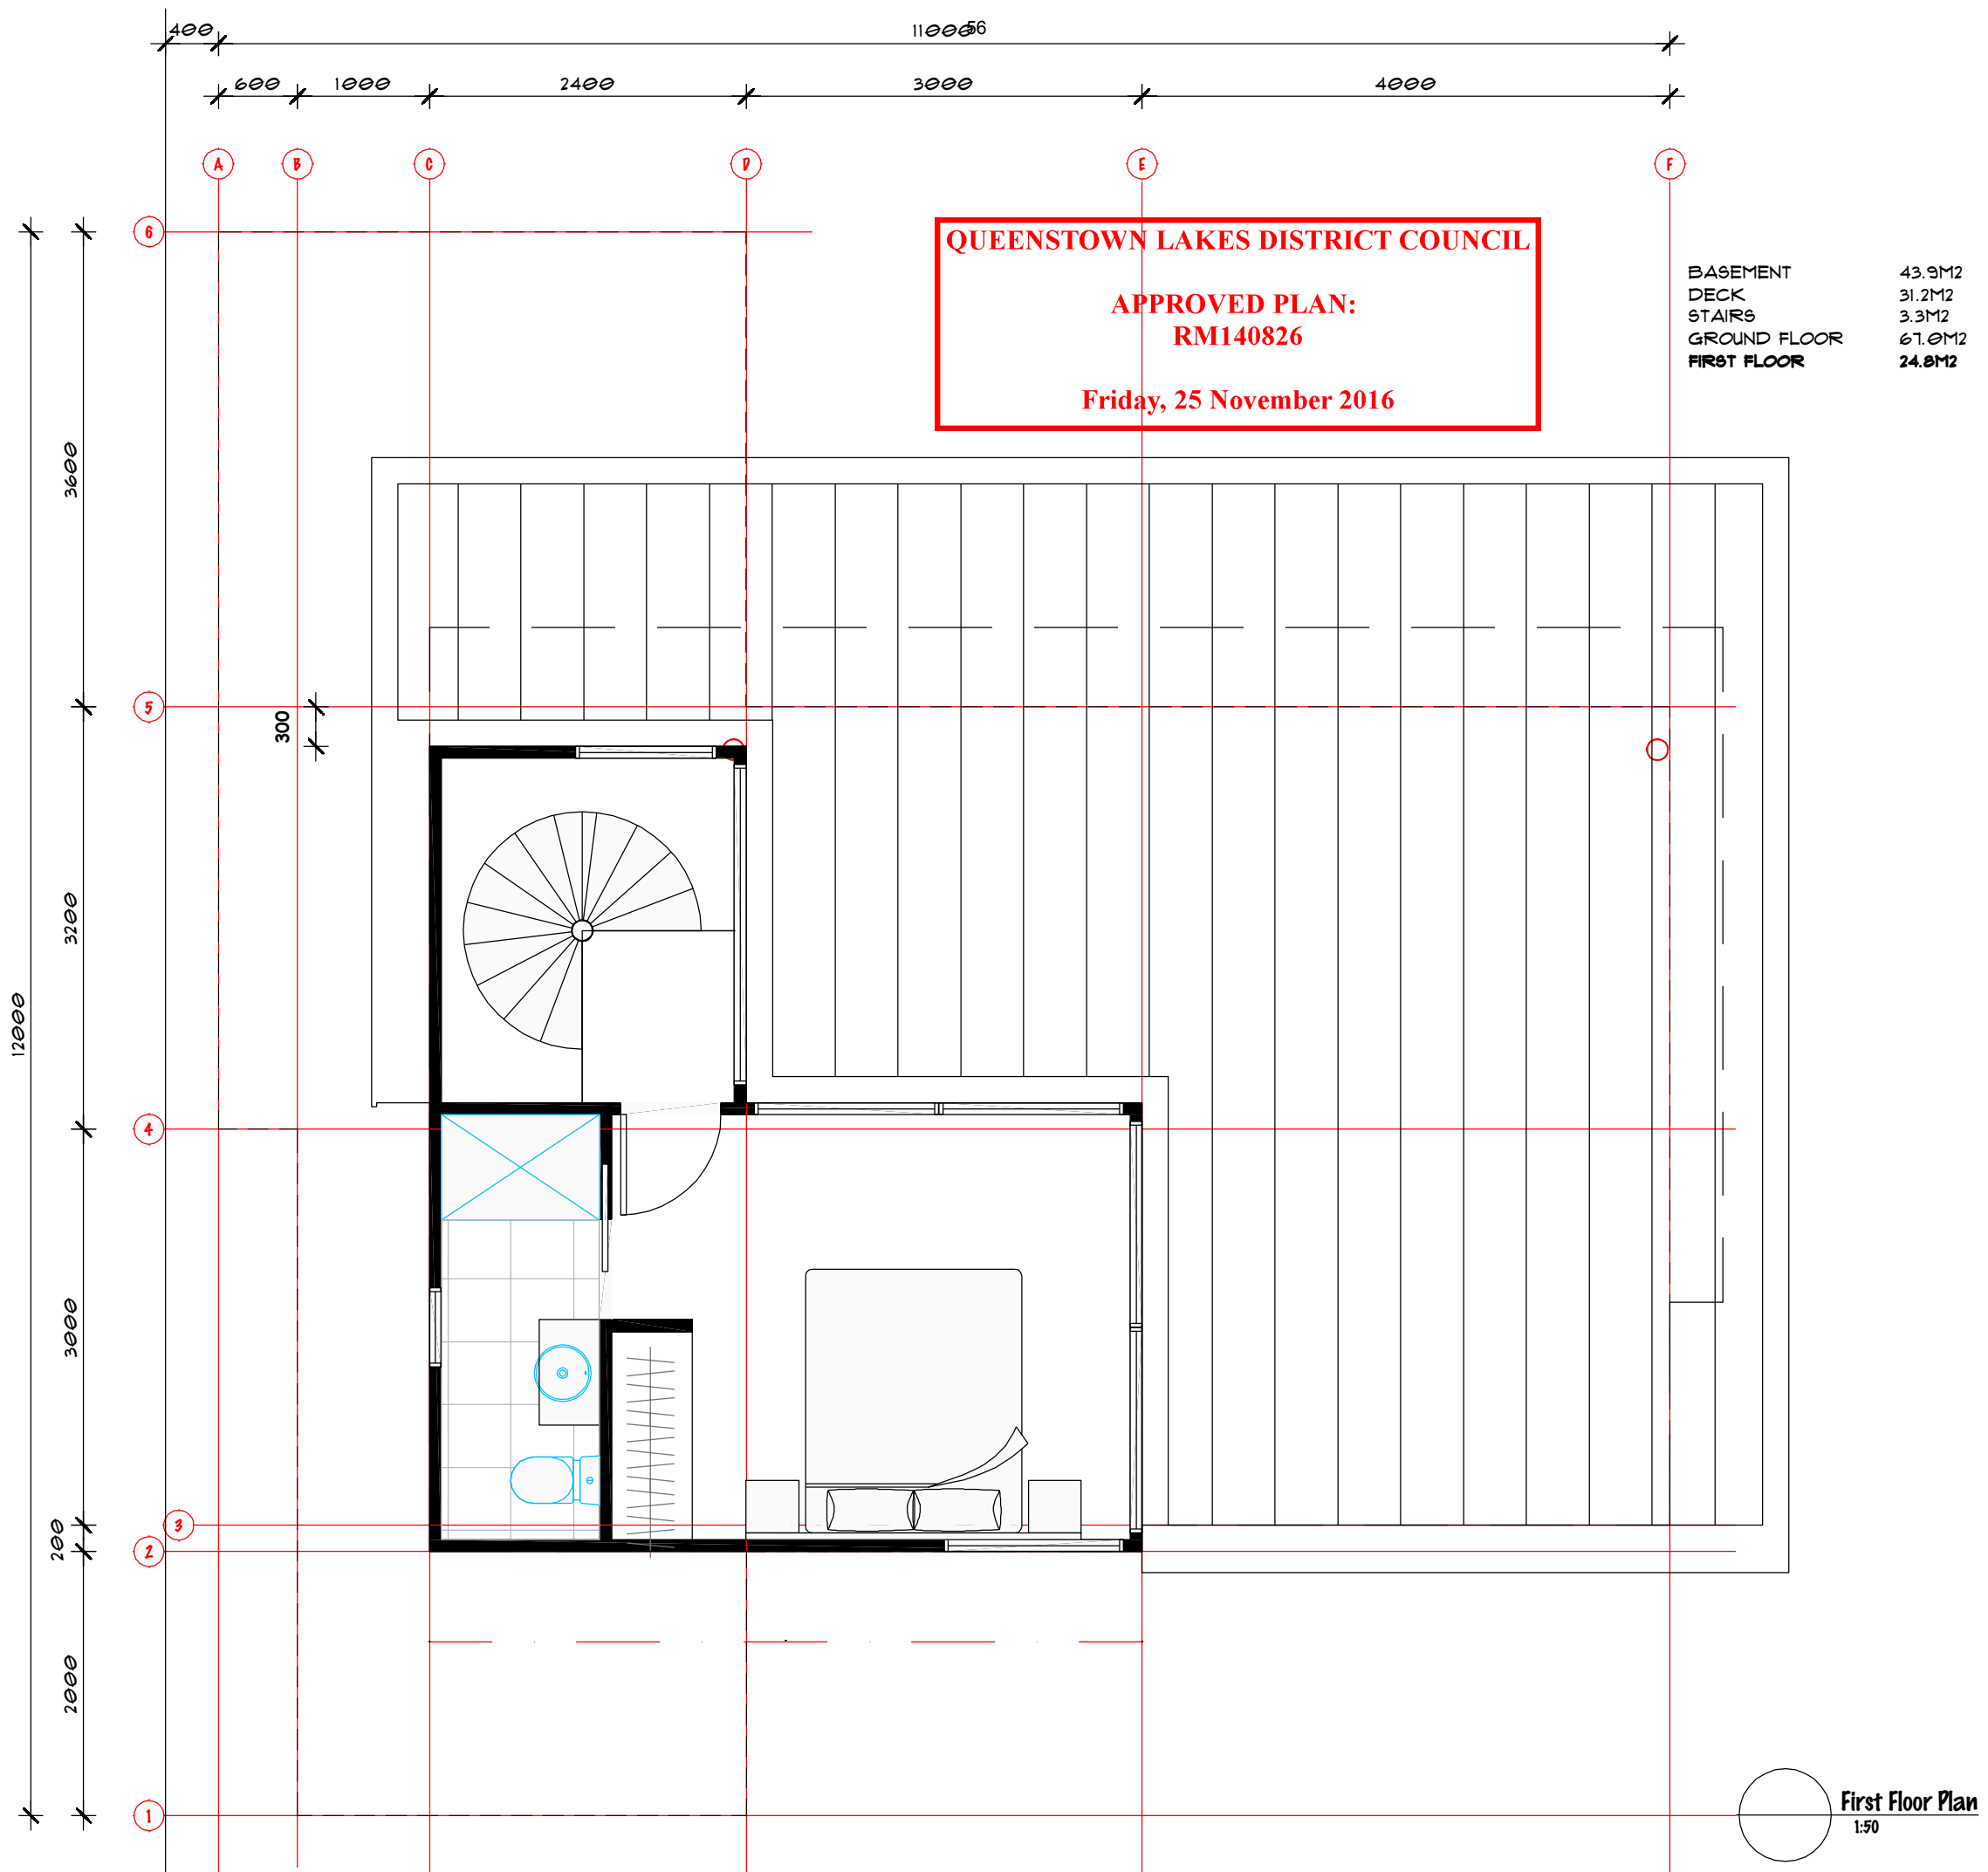 400
11000
56
600
1000
2400
3000
4000
A
B
C
D
E
F
6
QUEENSTOWN LAKES DISTRICT COUNCIL
APPROVED PLAN:
RM140826
Friday, 25 November 2016
BASEMENT 43.9M2
DECK 31.2M2
STAIRS 3.3M2
GROUND FLOOR 67.0M2
FIRST FLOOR 24.8M2
3600
5
300
3200
12000
4
3000
3
200
2
2000
1
First Floor Plan
1:50